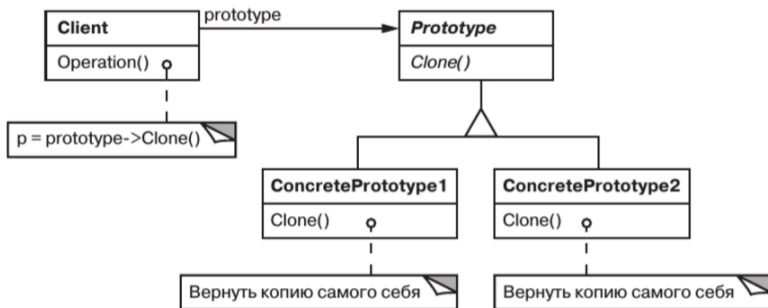 Client
prototype
Prototype
Operation()
Clone()
p = prototype->Clone()
ConcretePrototype1
ConcretePrototype2
Clone()
Clone()
Вернуть копию самого себя
Вернуть копию самого себя